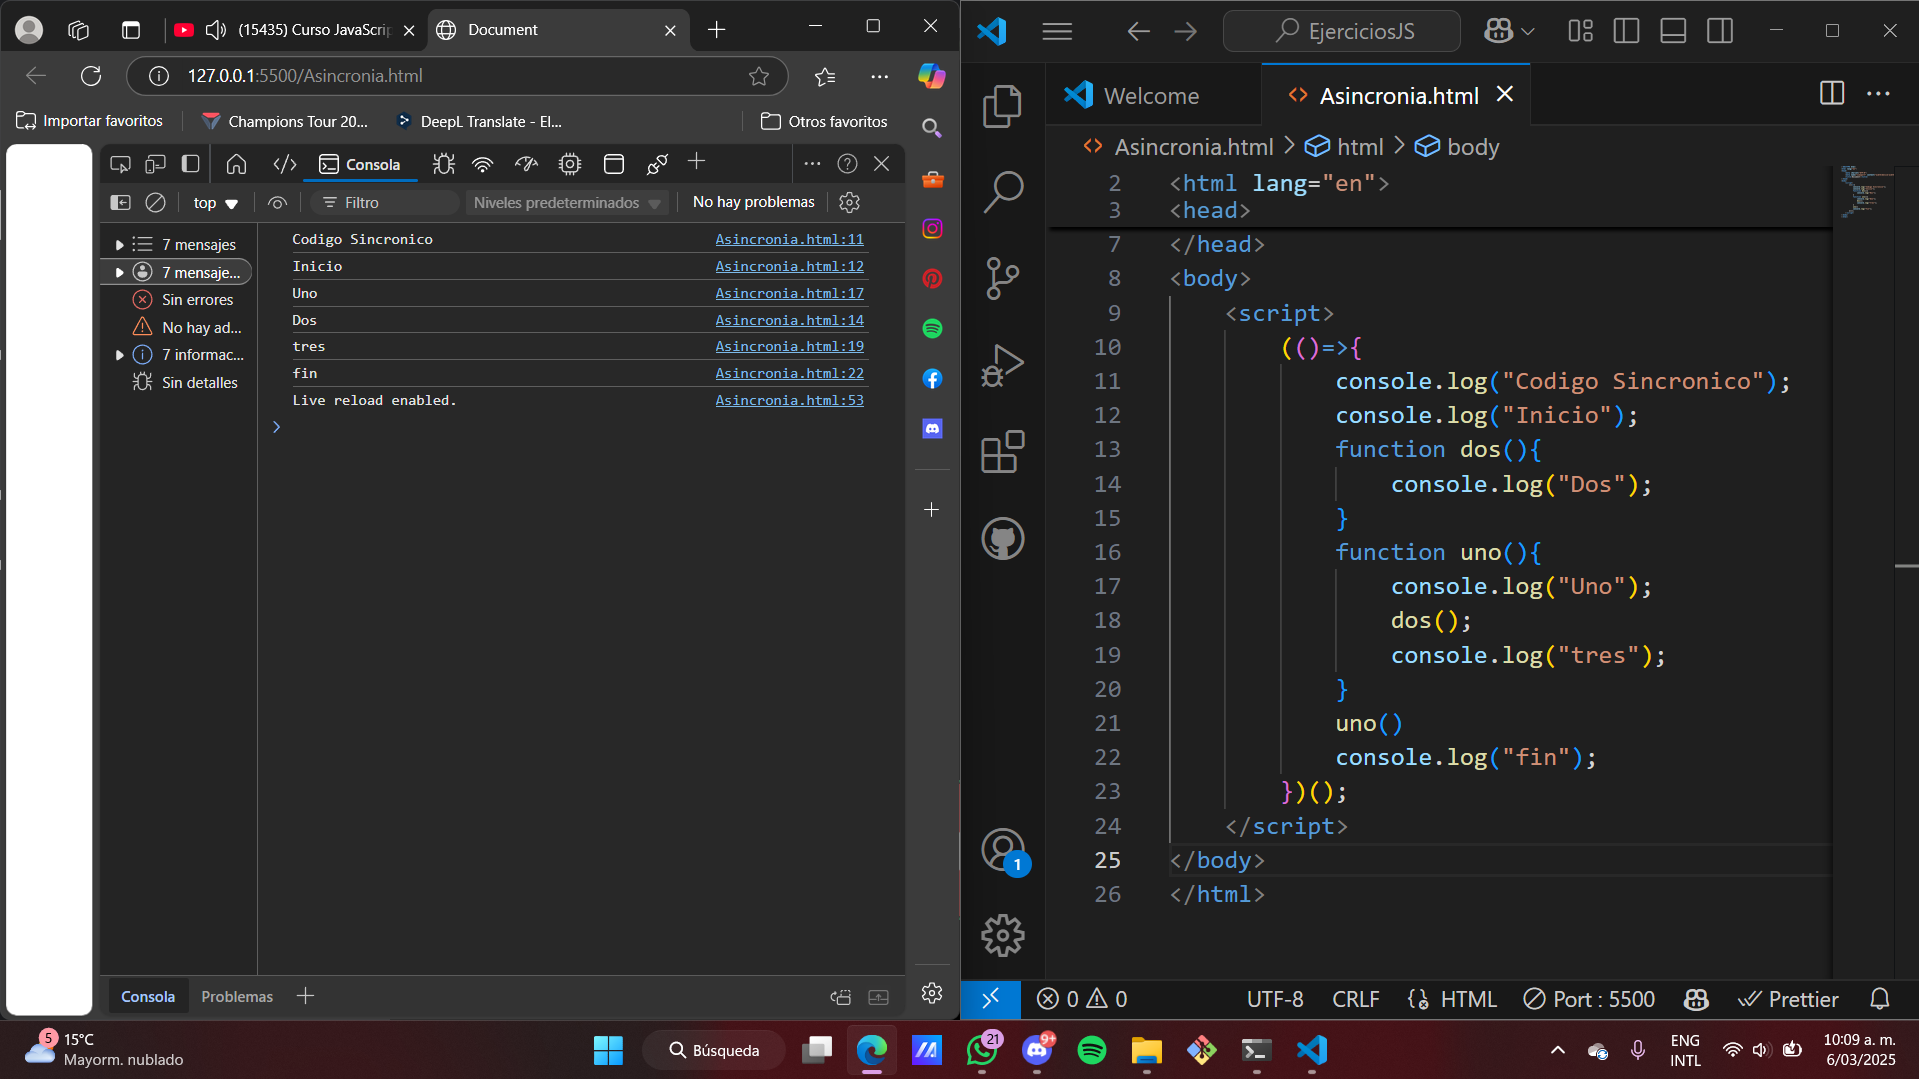 (15435) Curso JavaScrip
Document
127.0.0.1:5500/Asincronia.html
Importar favoritos
Champions Tour 20...
DeepL Translate - El...
Otros favoritos
Consola
top
Filtro
Niveles predeterminados
No hay problemas
7 mensajes
7 mensaje...
Sin errores
No hay ad...
7 informac...
Sin detalles
Codigo Sincronico Asincronia.html:11
Inicio Asincronia.html:12
Uno Asincronia.html:17
Dos Asincronia.html:14
tres Asincronia.html:19
fin Asincronia.html:22
Live reload enabled. Asincronia.html:53
>
Consola
Problemas
EjerciciosJS
Welcome
Asincronia.html
Asincronia.html > html > body
2 <html lang="en">
3 <head>
7 </head>
8 <body>
9 <script>
10 (()=>{
11 console.log("Codigo Sincronico");
12 console.log("Inicio");
13 function dos(){
14 console.log("Dos");
15 }
16 function uno(){
17 console.log("Uno");
18 dos();
19 console.log("tres");
20 }
21 uno()
22 console.log("fin");
23 })();
24 </script>
25 </body>
26 </html>
1
0 0
UTF-8
CRLF
HTML
Port : 5500
Prettier
5
15°C
Mayorm. nublado
Búsqueda
21
9+
ENG
INTL
10:09 a. m.
6/03/2025